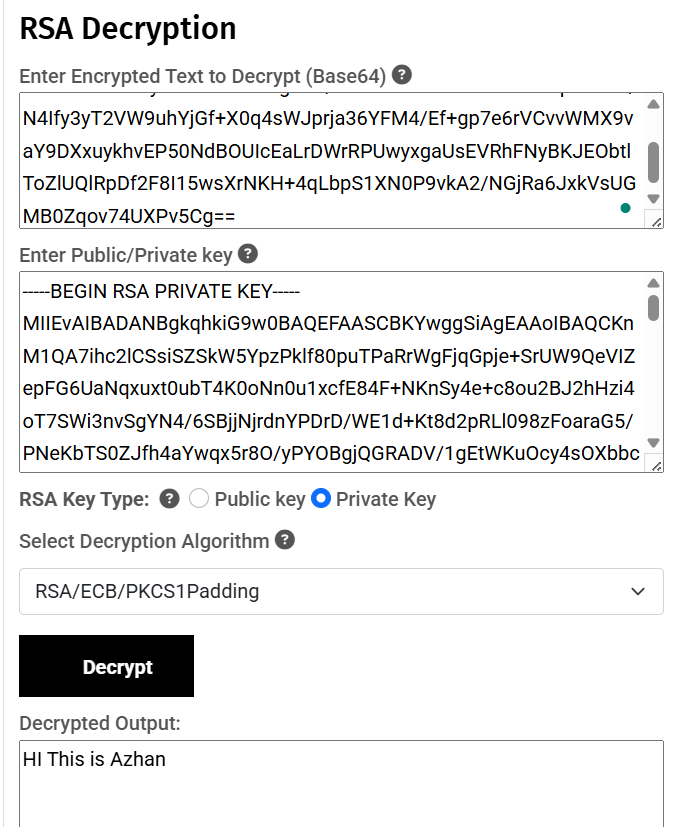 RSA Decryption
Enter Encrypted Text to Decrypt (Base64) ?
N4Ify3yT2VW9uhYjGf+X0q4sWJprja36YFM4/Ef+gp7e6rVCvvWMX9v
aY9DXxuykhvEP50NdBOUIcEaLrDWrRPUwyxgaUsEVRhFNyBKJEObtI
ToZlUQlRpDf2F8I15wsXrNKH+4qLbpS1XN0P9vkA2/NGjRa6JxkVsUG
MB0Zqov74UXPv5Cg==
Enter Public/Private key ?
-----BEGIN RSA PRIVATE KEY-----
MIIEvAIBADANBgkqhkiG9w0BAQEFAASCBKYwggSiAgEAAoIBAQCKn
M1QA7ihc2lCSsiSZSkW5YpzPklf80puTPaRrWgFjqGpje+SrUW9QeVIZ
epFG6UaNqxuxt0ubT4K0oNn0u1xcfE84F+NKnSy4e+c8ou2BJ2hHzi4
oT7SWi3nvSgYN4/6SBjjNjrdnYPDrD/WE1d+Kt8d2pRLl098zFoaraG5/
PNeKbTS0ZJfh4aYwqx5r8O/yPYOBgjQGRADV/1gEtWKuOcy4sOXbbc
RSA Key Type: ? Public key Private Key
Select Decryption Algorithm ?
RSA/ECB/PKCS1Padding
Decrypt
Decrypted Output:
HI This is Azhan